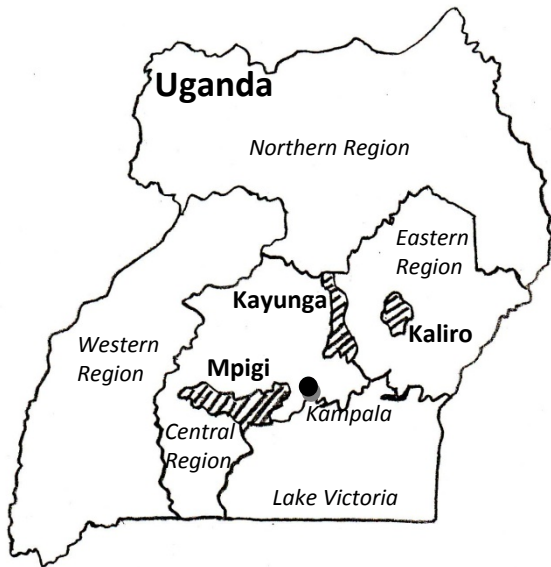 Uganda
Northern Region
Eastern
Region
Kayunga
Kaliro
Western
Region
Mpigi
Kampala
Central
Region
Lake Victoria